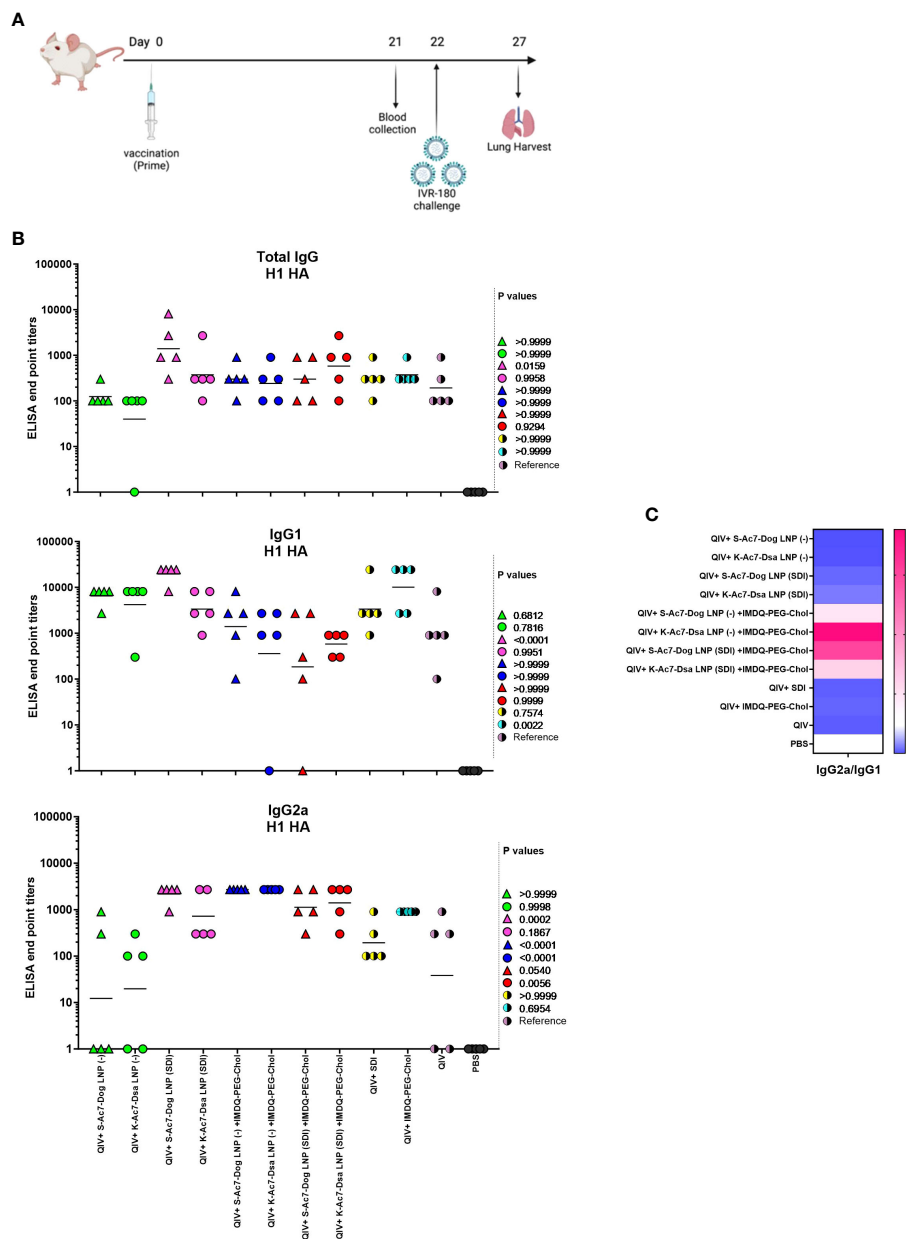 A
Day 0
21
22
27
Blood
collection
vaccination
(Prime)
IVR-180
challenge
Lung Harvest
B
Total IgG
H1 HA
ELISA end point titers
100000
10000
1000
100
10
1
P values
>0.9999
>0.9999
0.0159
0.9958
>0.9999
>0.9999
>0.9999
0.9294
>0.9999
>0.9999
Reference
IgG1
H1 HA
ELISA end point titers
100000
10000
1000
100
10
1
P values
0.6812
0.7816
<0.0001
0.9951
>0.9999
>0.9999
>0.9999
0.9999
0.7574
0.0022
Reference
IgG2a
H1 HA
ELISA end point titers
100000
10000
1000
100
10
1
P values
>0.9999
0.9998
0.0002
0.1867
<0.0001
<0.0001
0.0540
0.0056
>0.9999
0.6954
Reference
QIV+ S-Ac7-Dog LNP (-)
QIV+ K-Ac7-Dsa LNP (-)
QIV+ S-Ac7-Dog LNP (SDI)
QIV+ K-Ac7-Dsa LNP (SDI)
QIV+ S-Ac7-Dog LNP (-) +IMDQ-PEG-Chol
QIV+ K-Ac7-Dsa LNP (-) +IMDQ-PEG-Chol
QIV+ S-Ac7-Dog LNP (SDI) +IMDQ-PEG-Chol
QIV+ K-Ac7-Dsa LNP (SDI) +IMDQ-PEG-Chol
QIV+ SDI
QIV+ IMDQ-PEG-Chol
QIV
PBS
C
QIV+ S-Ac7-Dog LNP (-)
QIV+ K-Ac7-Dsa LNP (-)
QIV+ S-Ac7-Dog LNP (SDI)
QIV+ K-Ac7-Dsa LNP (SDI)
QIV+ S-Ac7-Dog LNP (-) +IMDQ-PEG-Chol
QIV+ K-Ac7-Dsa LNP (-) +IMDQ-PEG-Chol
QIV+ S-Ac7-Dog LNP (SDI) +IMDQ-PEG-Chol
QIV+ K-Ac7-Dsa LNP (SDI) +IMDQ-PEG-Chol
QIV+ SDI
QIV+ IMDQ-PEG-Chol
QIV
PBS
IgG2a/IgG1